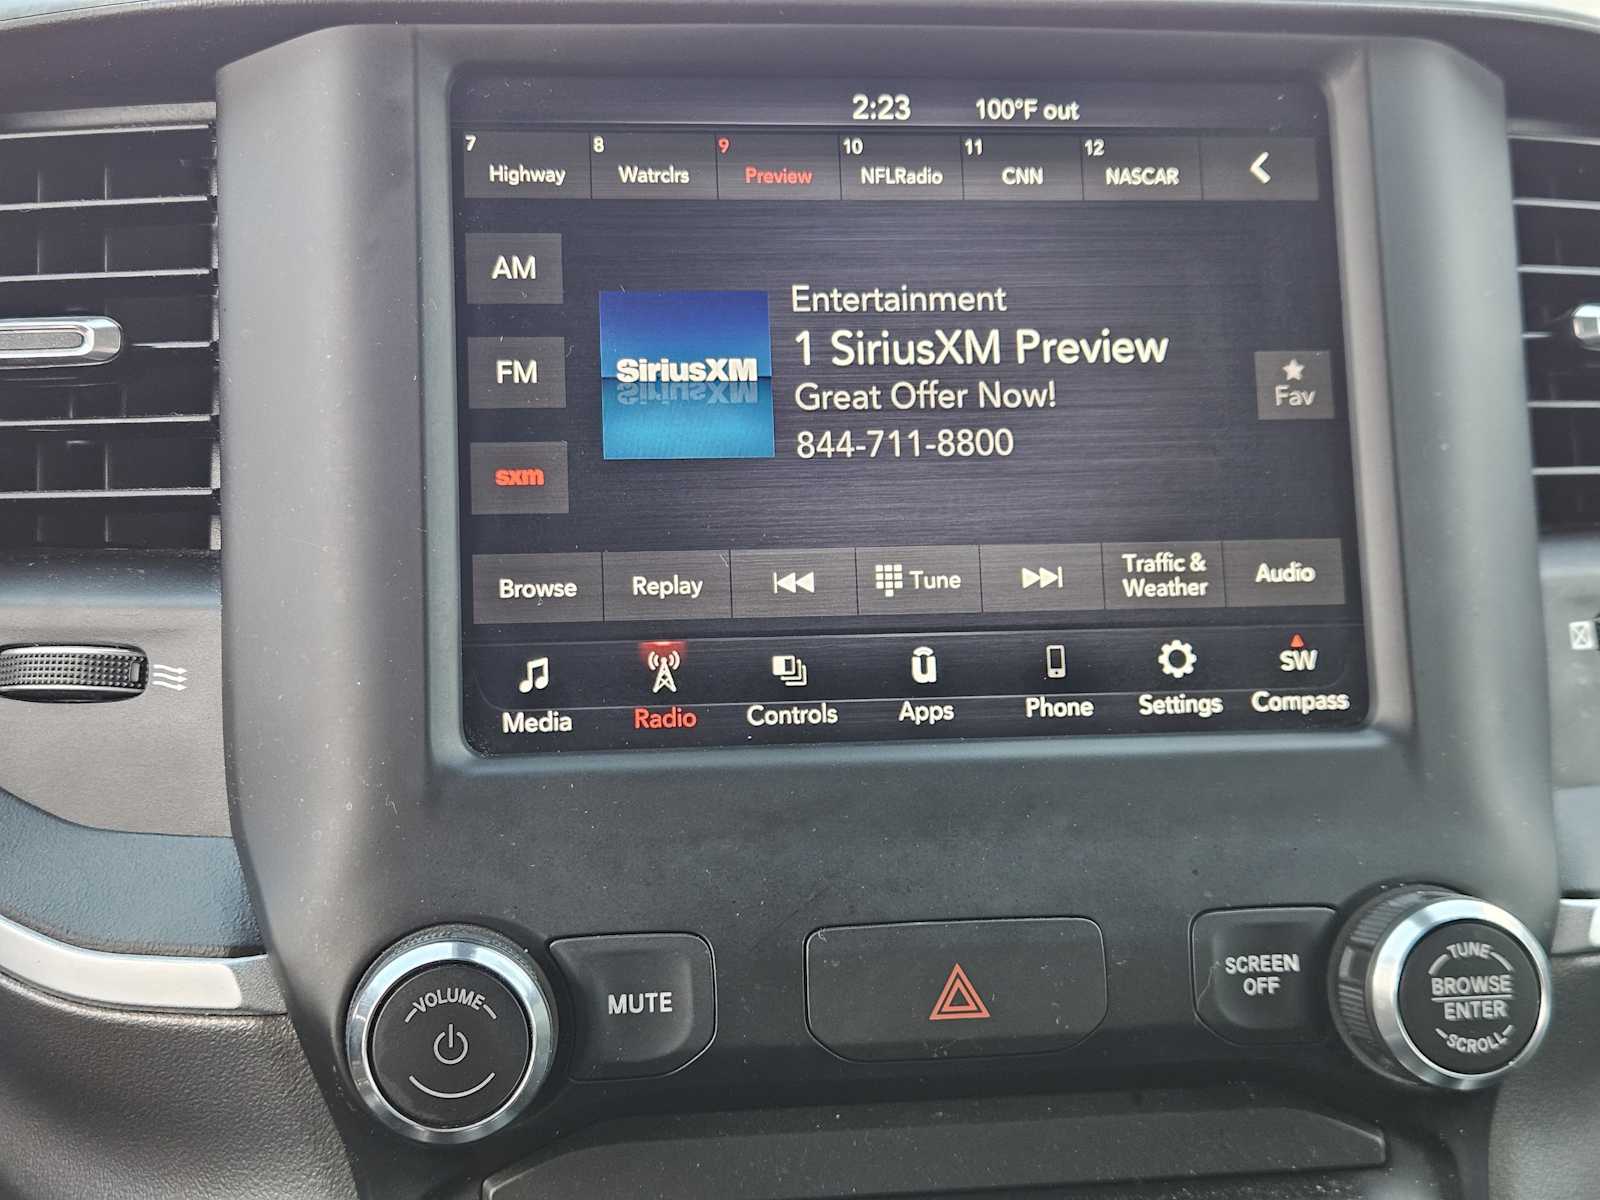 2:23 100°F out
7 Highway 8 Watrclrs 9 Preview 10 NFLRadio 11 CNN 12 NASCAR
AM
FM
sxm
SiriusXM
Entertainment
1 SiriusXM Preview
Great Offer Now!
844-711-8800
Fav
Browse Replay Tune Traffic & Weather Audio
SW
Media Radio Controls Apps Phone Settings Compass
VOLUME
MUTE
SCREEN
OFF
TUNE
BROWSE
ENTER
SCROLL